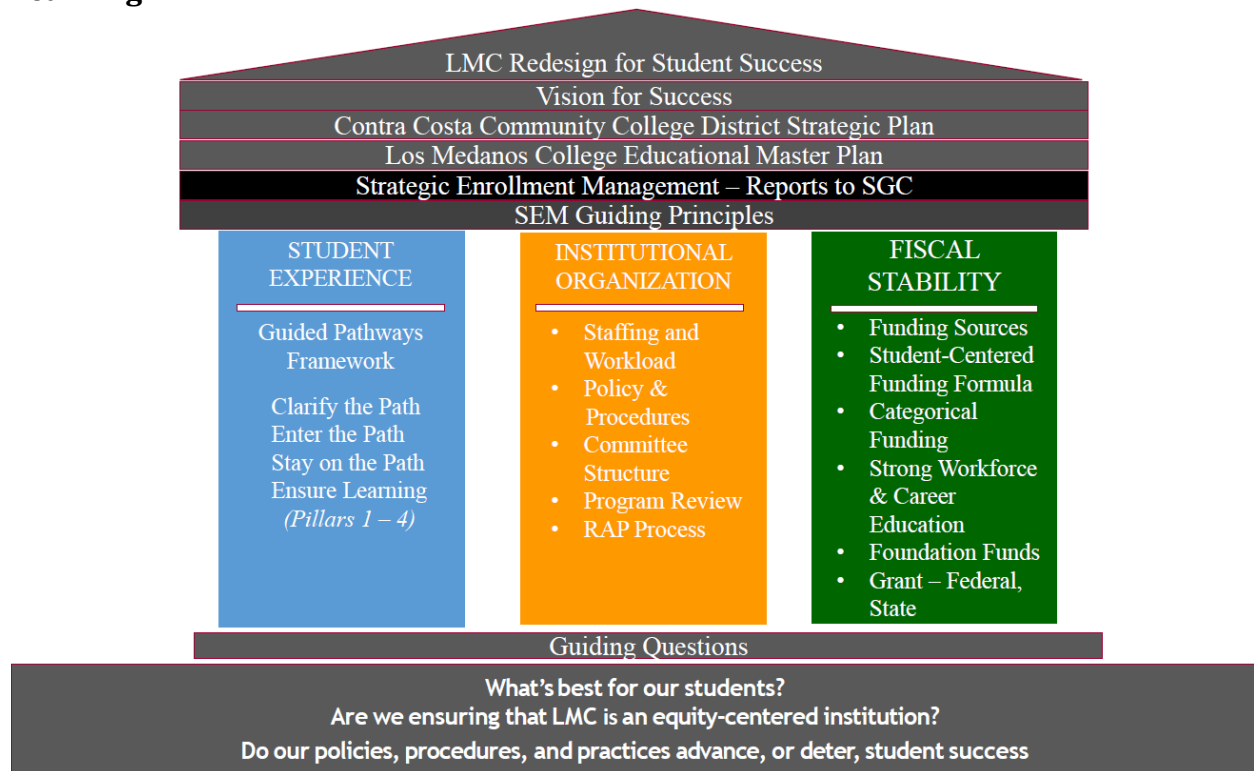 LMC Redesign for Student Success
Vision for Success
Contra Costa Community College District Strategic Plan
Los Medanos College Educational Master Plan
Strategic Enrollment Management – Reports to SGC
SEM Guiding Principles
STUDENT
EXPERIENCE
Guided Pathways
Framework
Clarify the Path
Enter the Path
Stay on the Path
Ensure Learning
(Pillars 1 – 4)
INSTITUTIONAL
ORGANIZATION
• Staffing and
Workload
• Policy &
Procedures
• Committee
Structure
• Program Review
• RAP Process
FISCAL
STABILITY
• Funding Sources
• Student-Centered
Funding Formula
• Categorical
Funding
• Strong Workforce
& Career
Education
• Foundation Funds
• Grant – Federal,
State
Guiding Questions
What's best for our students?
Are we ensuring that LMC is an equity-centered institution?
Do our policies, procedures, and practices advance, or deter, student success